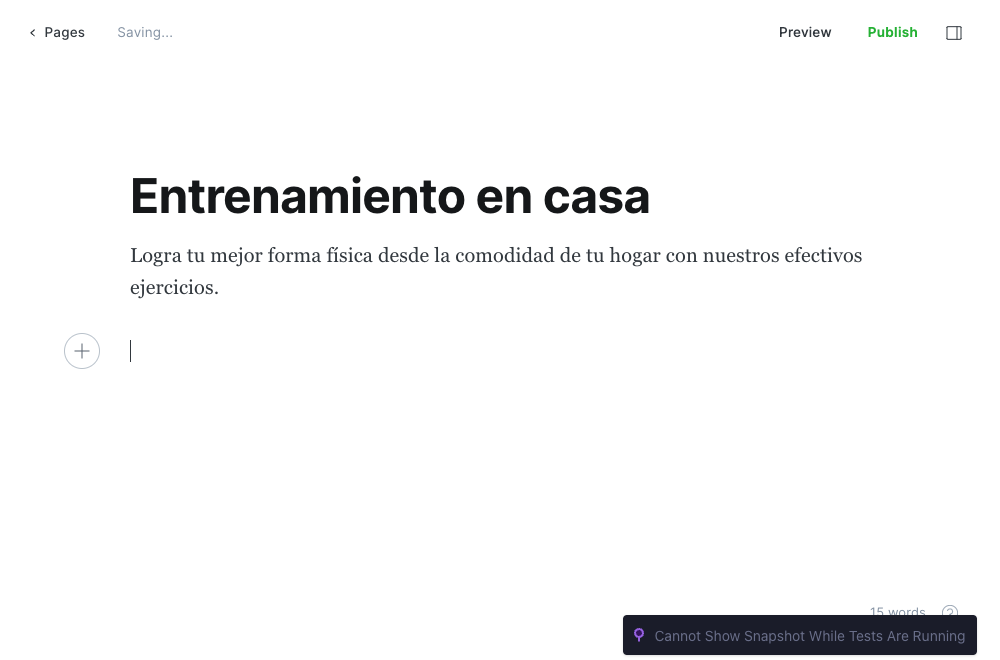 Pages
Saving...
Preview
Publish
Entrenamiento en casa
Logra tu mejor forma física desde la comodidad de tu hogar con nuestros efectivos
ejercicios.
15 words
Cannot Show Snapshot While Tests Are Running